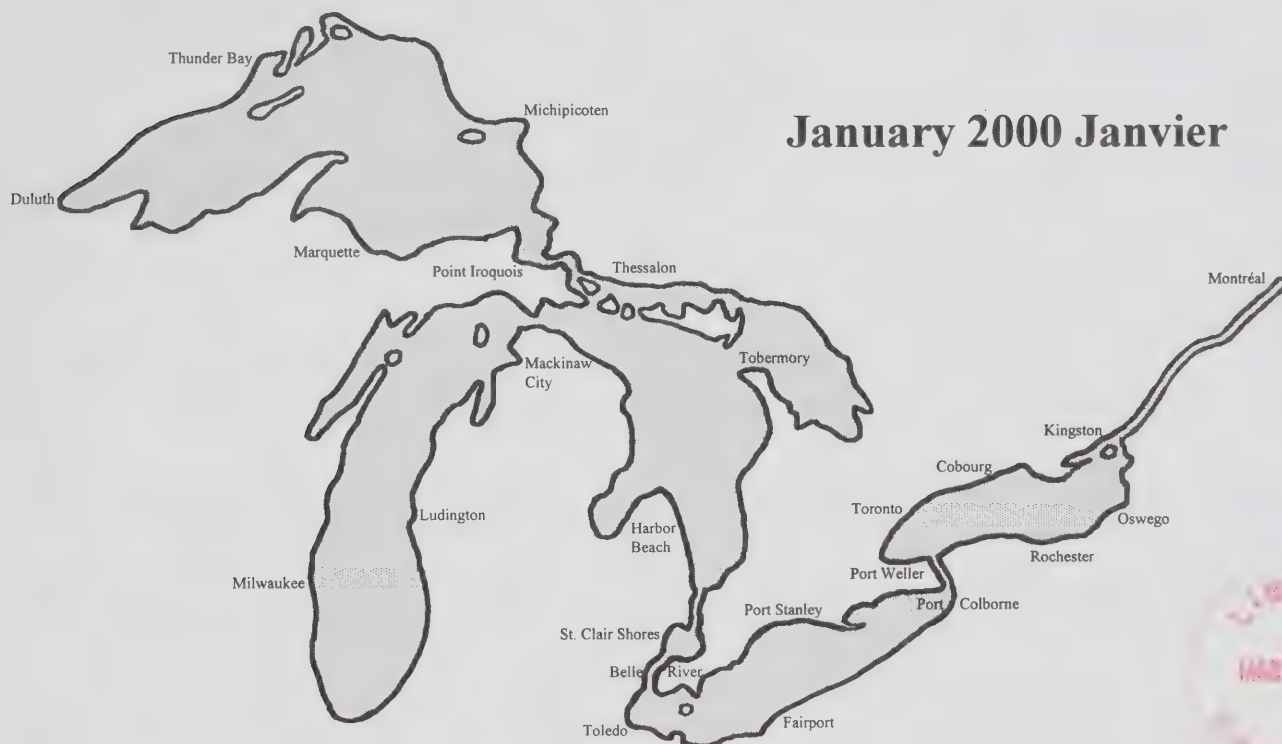 Thunder Bay
Michipicoten
January 2000 Janvier
Duluth
Marquette
Point Iroquois
Thessalon
Montréal
Mackinaw
City
Tobermory
Kingston
Cobourg
Ludington
Toronto
Oswego
Harbor
Beach
Rochester
Milwaukee
Port Weller
Port Stanley
Port Colborne
St. Clair Shores
Belle River
Toledo
Fairport